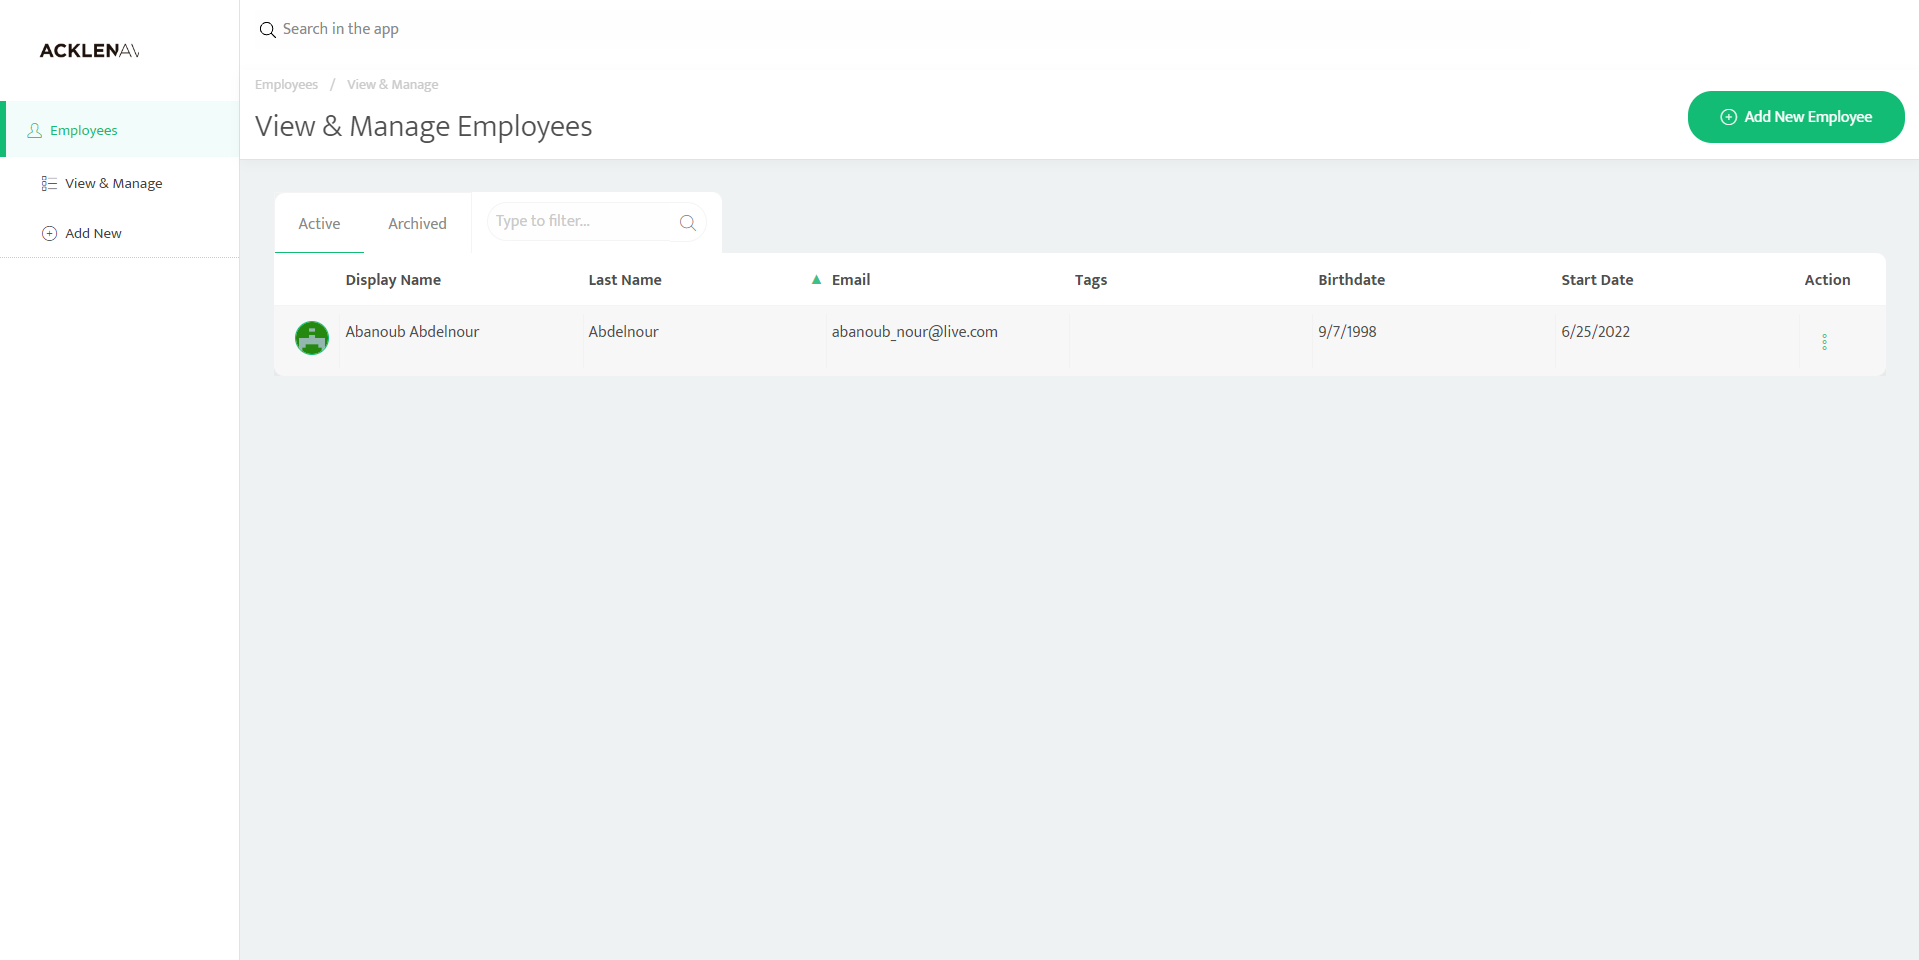 ACKLENAV
Search in the app
Employees / View & Manage
View & Manage Employees
Add New Employee
Employees
View & Manage
Add New
Active Archived Type to filter...
Display Name Last Name ▲ Email Tags Birthdate Start Date Action
Abanoub Abdelnour Abdelnour abanoub_nour@live.com 9/7/1998 6/25/2022